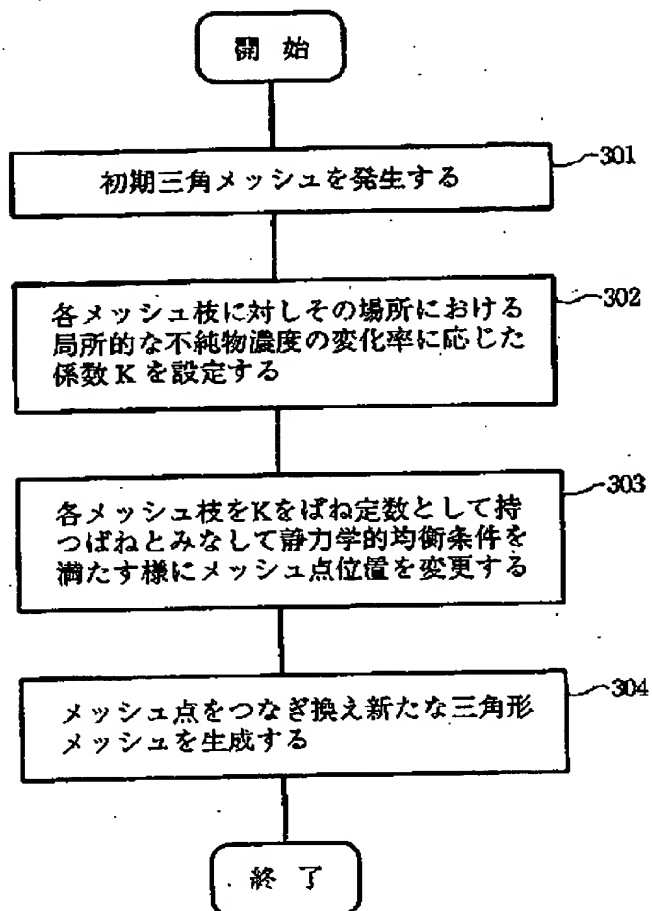 開始
初期三角メッシュを発生する
301
各メッシュ枝に対しその場所における
局所的な不純物濃度の変化率に応じた
係数Kを設定する
302
各メッシュ枝をKをばね定数として持
つばねとみなして静力学的均衡条件を
満たす様にメッシュ点位置を変更する
303
メッシュ点をつなぎ換え新たな三角形
メッシュを生成する
304
終了